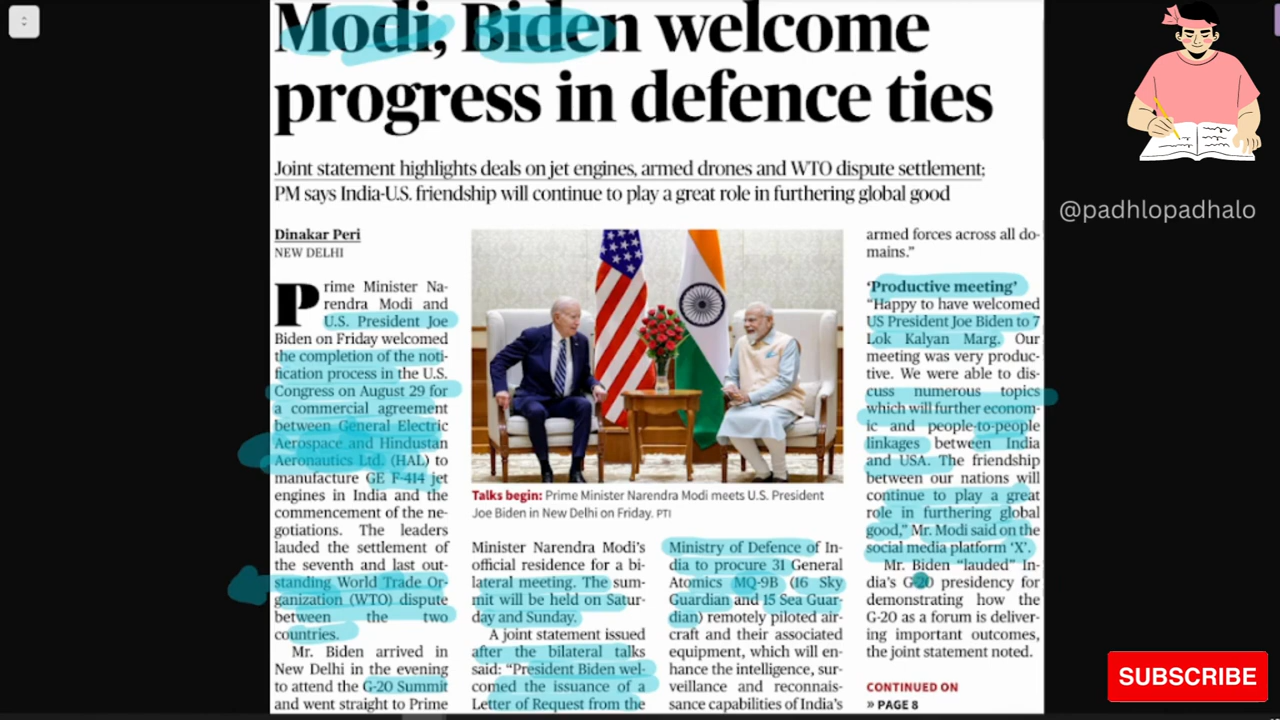 Modi, Biden welcome
progress in defence ties
Joint statement highlights deals on jet engines, armed drones and WTO dispute settlement;
PM says India-U.S. friendship will continue to play a great role in furthering global good
Dinakar Peri
NEW DELHI
Prime Minister Na-
rendra Modi and
U.S. President Joe
Biden on Friday welcomed
the completion of the noti-
fication process in the U.S.
Congress on August 29 for
a commercial agreement
between General Electric
Aerospace and Hindustan
Aeronautics Ltd. (HAL) to
manufacture GE F-414 jet
engines in India and the
commencement of the ne-
gotiations. The leaders
lauded the settlement of
the seventh and last out-
standing World Trade Or-
ganization (WTO) dispute
between the two
countries.
Mr. Biden arrived in
New Delhi in the evening
to attend the G-20 Summit
and went straight to Prime
Talks begin: Prime Minister Narendra Modi meets U.S. President
Joe Biden in New Delhi on Friday. PTI
Minister Narendra Modi's
official residence for a bi-
lateral meeting. The sum-
mit will be held on Satur-
day and Sunday.
A joint statement issued
after the bilateral talks
said: “President Biden wel-
comed the issuance of a
Letter of Request from the
Ministry of Defence of In-
dia to procure 31 General
Atomics MQ-9B (16 Sky
Guardian and 15 Sea Guar-
dian) remotely piloted air-
craft and their associated
equipment, which will en-
hance the intelligence, sur-
veillance and reconnais-
sance capabilities of India's
armed forces across all do-
mains.”
‘Productive meeting’
“Happy to have welcomed
US President Joe Biden to 7
Lok Kalyan Marg. Our
meeting was very produc-
tive. We were able to dis-
cuss numerous topics
which will further econom-
ic and people-to-people
linkages between India
and USA. The friendship
between our nations will
continue to play a great
role in furthering global
good,” Mr. Modi said on the
social media platform ‘X’.
Mr. Biden “lauded” In-
dia's G-20 presidency for
demonstrating how the
G-20 as a forum is deliver-
ing important outcomes,
the joint statement noted.
CONTINUED ON
» PAGE 8
@padhlopadhalo
SUBSCRIBE